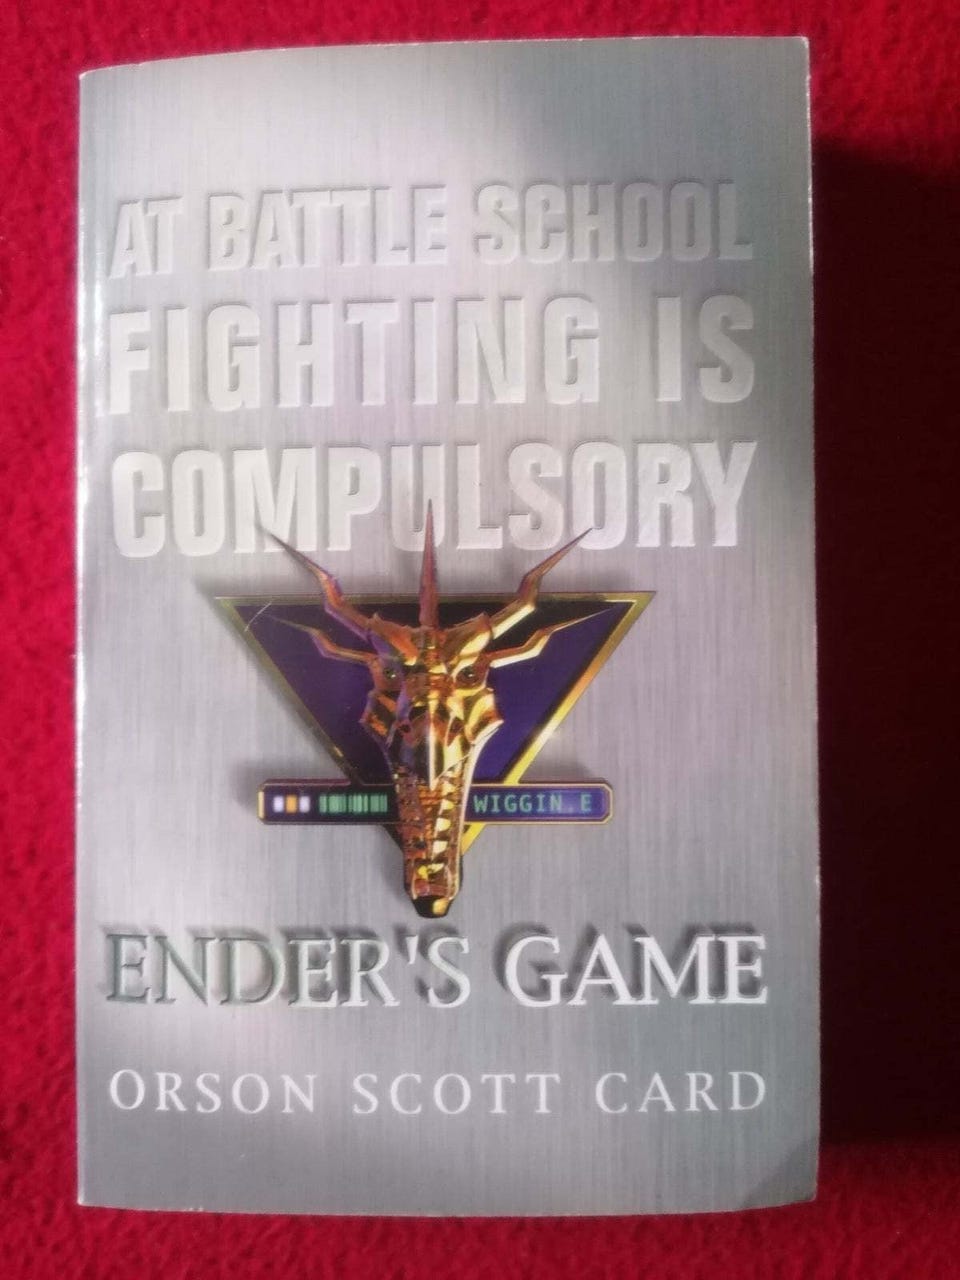 AT BATTLE SCHOOL
FIGHTING IS
COMPULSORY
WIGGIN.E
ENDER'S GAME
ORSON SCOTT CARD